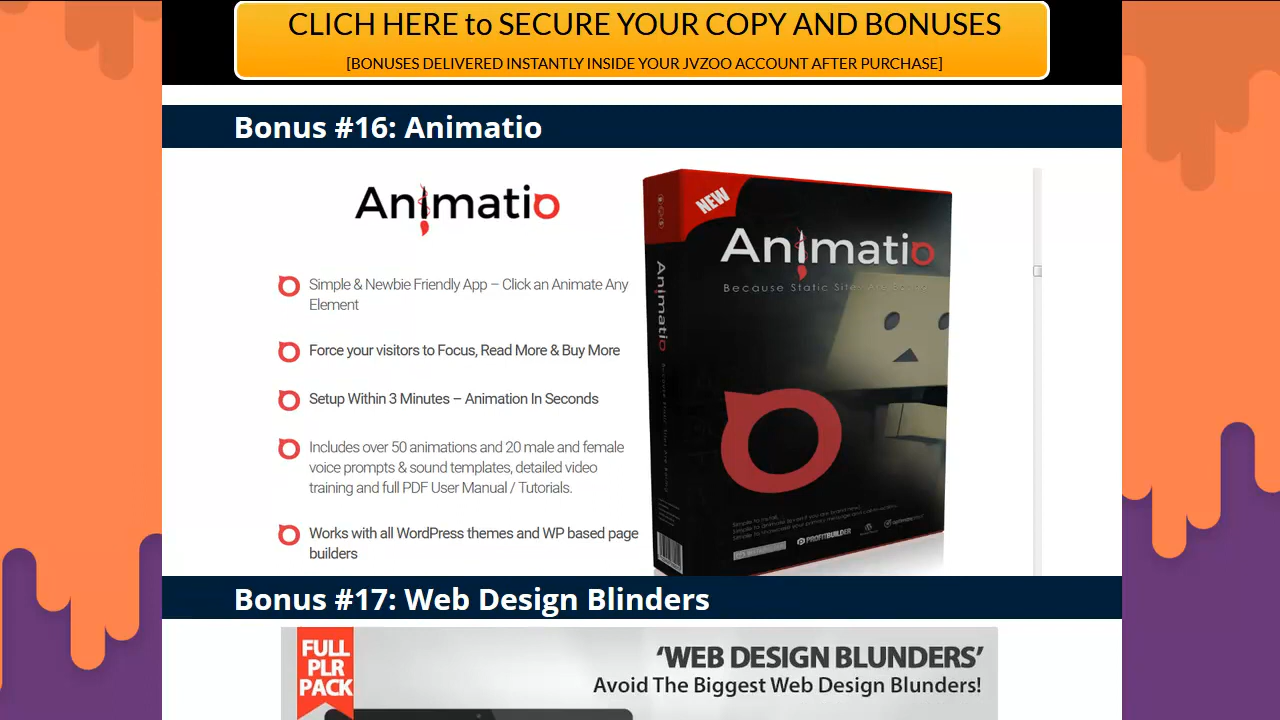 CLICH HERE to SECURE YOUR COPY AND BONUSES
[BONUSES DELIVERED INSTANTLY INSIDE YOUR JVZOO ACCOUNT AFTER PURCHASE]
Bonus #16: Animatio
Animatio
Simple & Newbie Friendly App – Click an Animate Any
Element
Force your visitors to Focus, Read More & Buy More
Setup Within 3 Minutes – Animation In Seconds
Includes over 50 animations and 20 male and female
voice prompts & sound templates, detailed video
training and full PDF User Manual / Tutorials.
Works with all WordPress themes and WP based page
builders
NEW
Animatio
Because Static Sites Are
Animatio
PROFITBUILDER
Bonus #17: Web Design Blinders
FULL
PLR
PACK
‘WEB DESIGN BLUNDERS’
Avoid The Biggest Web Design Blunders!